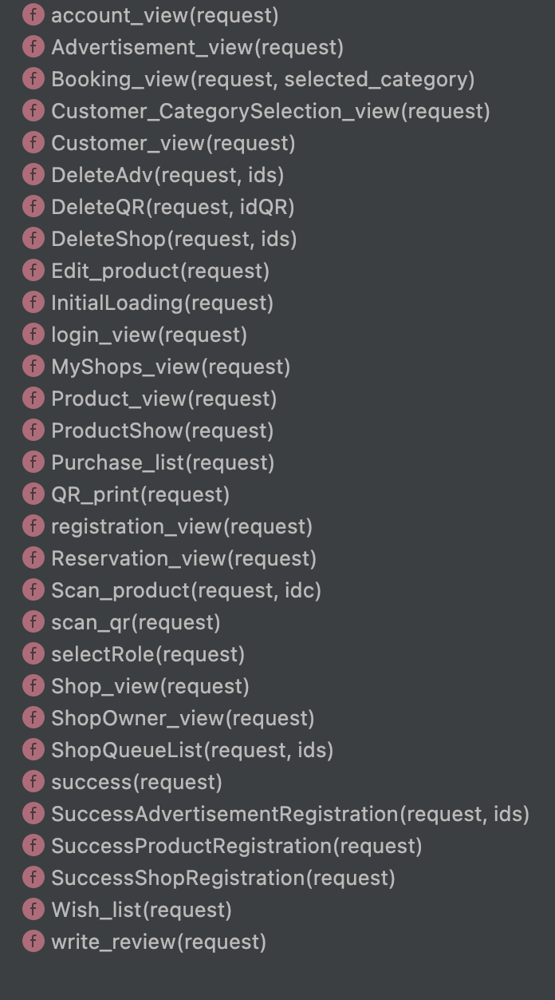 f account_view(request)
f Advertisement_view(request)
f Booking_view(request, selected_category)
f Customer_CategorySelection_view(request)
f Customer_view(request)
f DeleteAdv(request, ids)
f DeleteQR(request, idQR)
f DeleteShop(request, ids)
f Edit_product(request)
f InitialLoading(request)
f login_view(request)
f MyShops_view(request)
f Product_view(request)
f ProductShow(request)
f Purchase_list(request)
f QR_print(request)
f registration_view(request)
f Reservation_view(request)
f Scan_product(request, idc)
f scan_qr(request)
f selectRole(request)
f Shop_view(request)
f ShopOwner_view(request)
f ShopQueueList(request, ids)
f success(request)
f SuccessAdvertisementRegistration(request, ids)
f SuccessProductRegistration(request)
f SuccessShopRegistration(request)
f Wish_list(request)
f write_review(request)